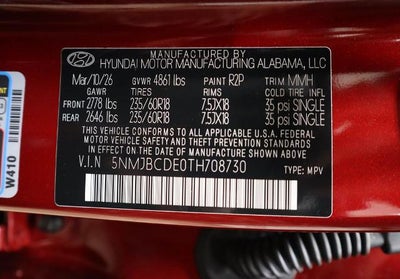 MANUFACTURED BY
HYUNDAI MOTOR MANUFACTURING ALABAMA, LLC
Mar/10/26 GVWR 4861 lbs PAINT R2P TRIM MMH
TIRES RIMS COLD TIRE INFL
FRONT 2778 lbs 235/60R18 7.5JX18 35 psi SINGLE
REAR 2646 lbs 235/60R18 7.5JX18 35 psi SINGLE
THIS VEHICLE CONFORMS TO ALL APPLICABLE FEDERAL MOTOR
VEHICLE SAFETY AND THEFT PREVENTION STANDARDS IN
EFFECT ON THE DATE OF MANUFACTURE SHOWN ABOVE.
V.I.N 5NMJBCDE0TH708730
TYPE: MPV
W410